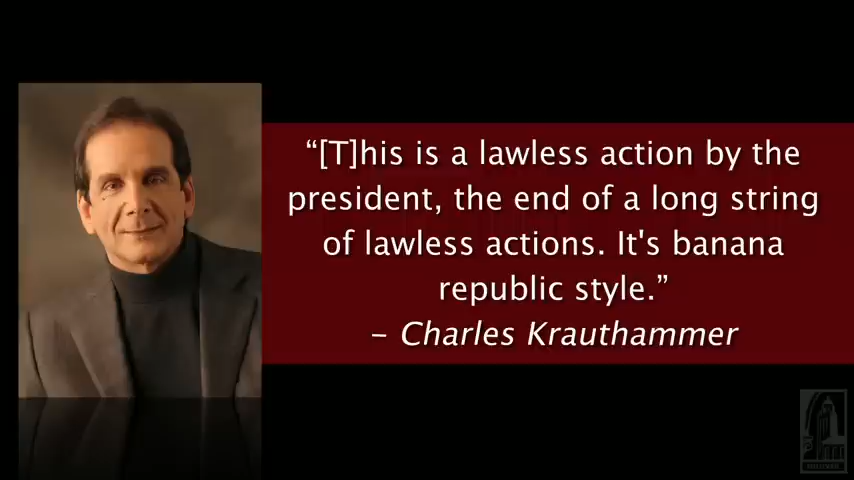 “[T]his is a lawless action by the
president, the end of a long string
of lawless actions. It's banana
republic style.”
– Charles Krauthammer